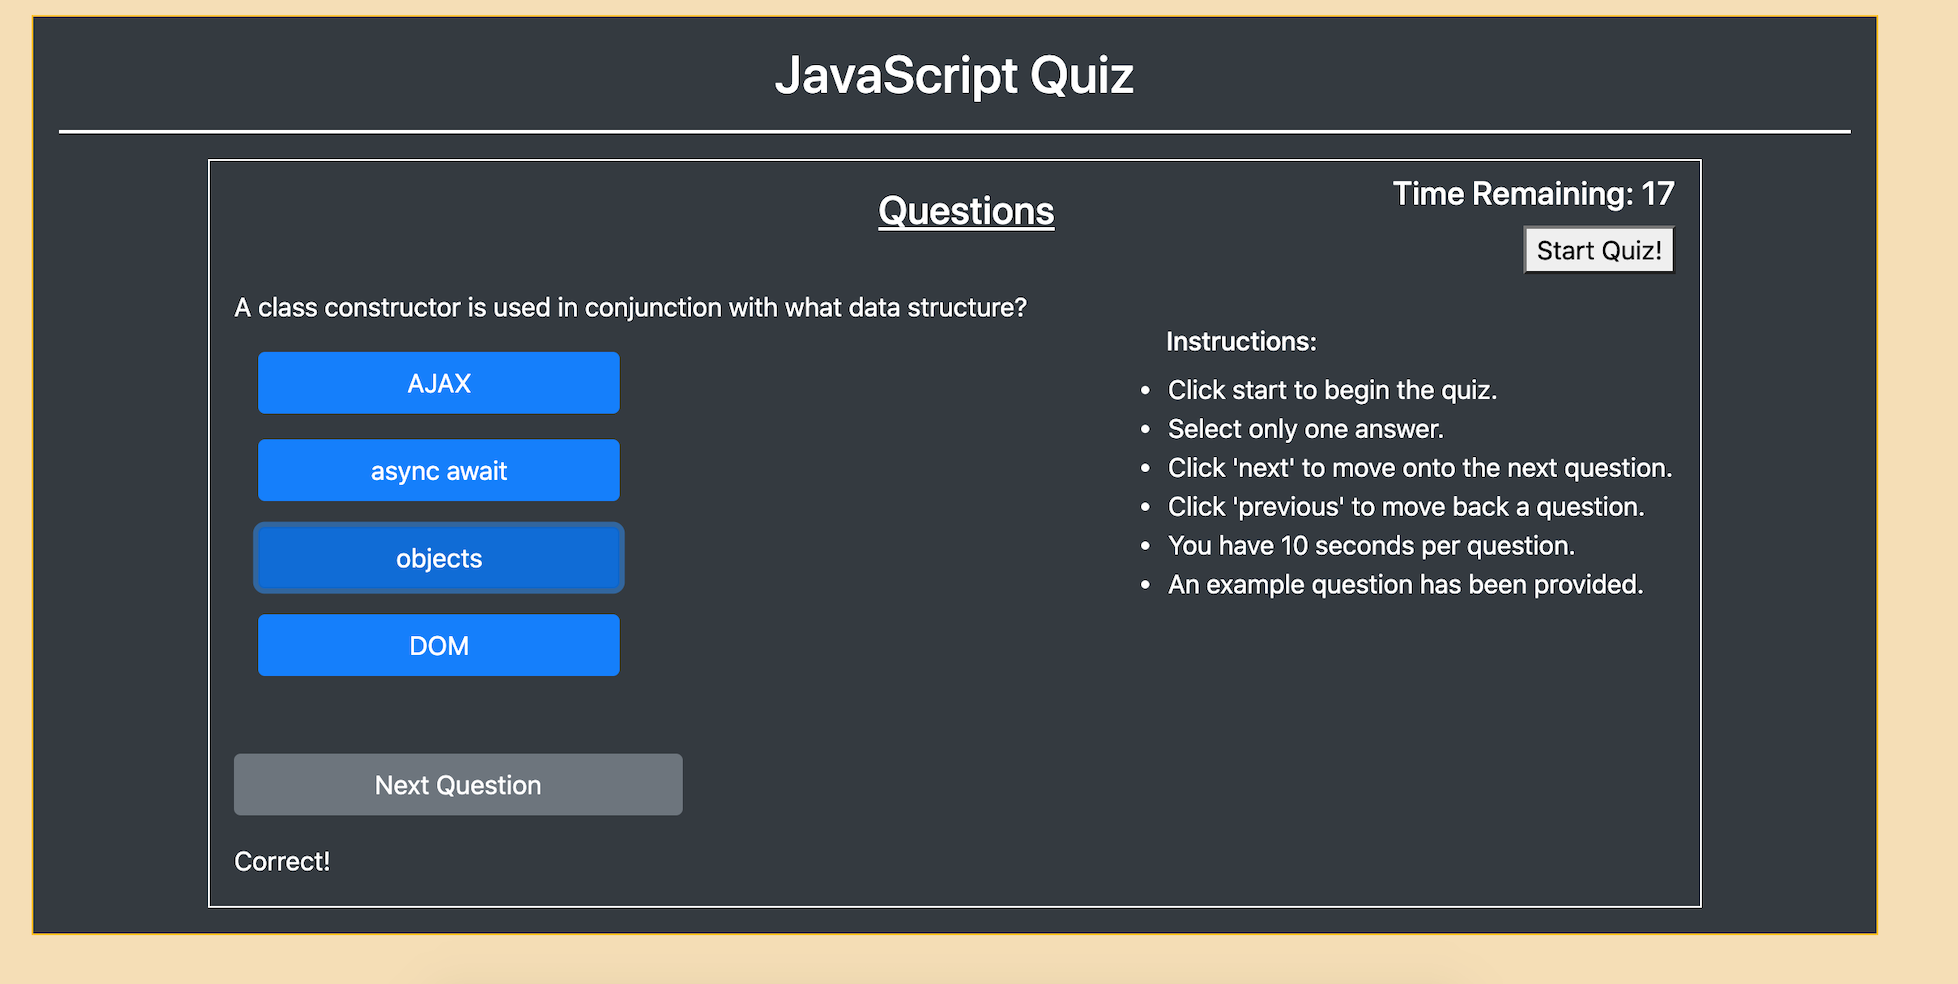 JavaScript Quiz
Questions
Time Remaining: 17
Start Quiz!
A class constructor is used in conjunction with what data structure?
AJAX
async await
objects
DOM
Next Question
Correct!
Instructions:
• Click start to begin the quiz.
• Select only one answer.
• Click 'next' to move onto the next question.
• Click 'previous' to move back a question.
• You have 10 seconds per question.
• An example question has been provided.